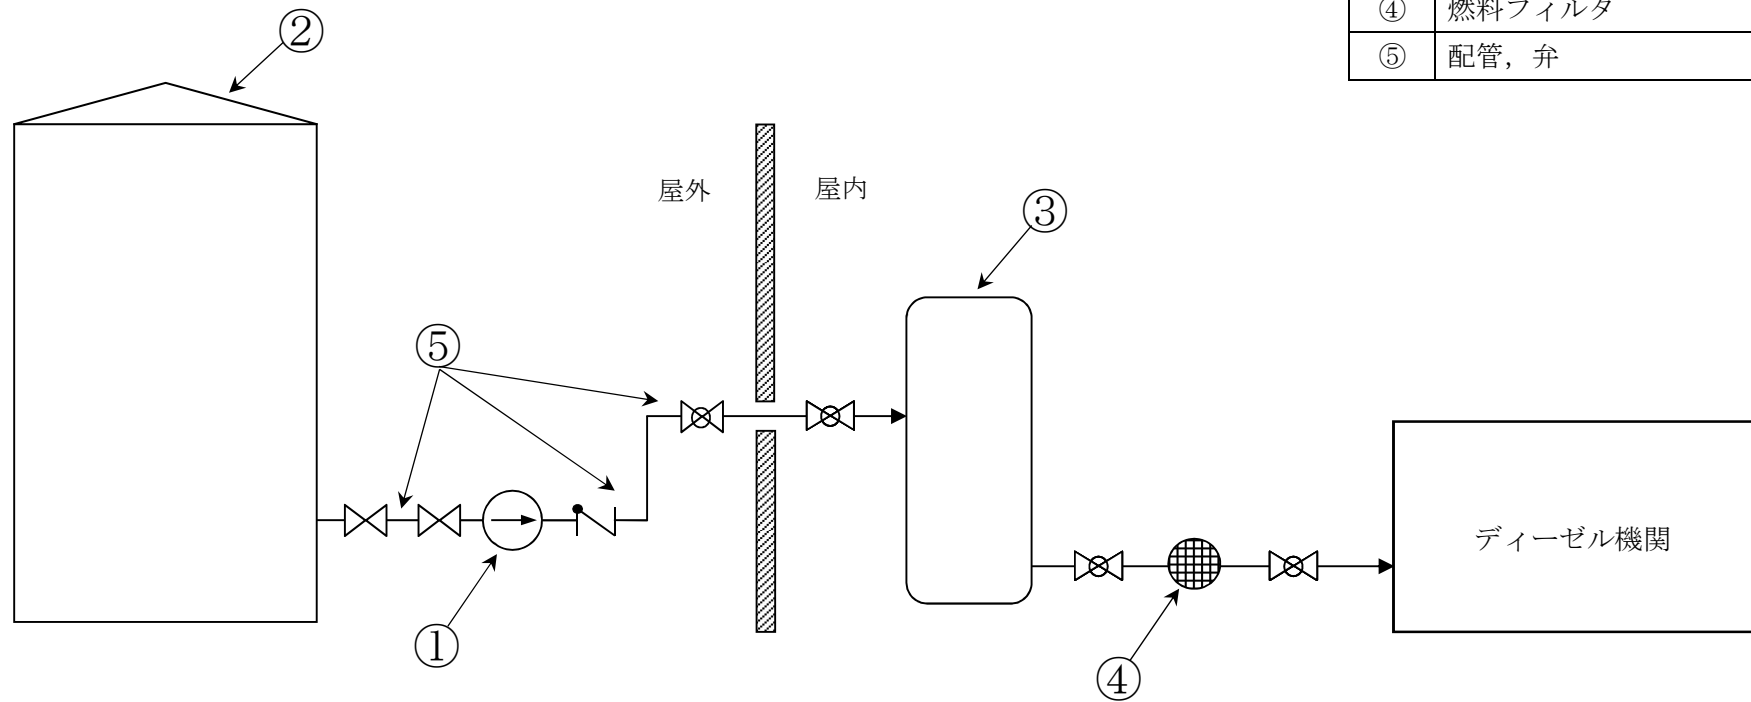 ④ 燃料フィルタ
⑤ 配管，弁
②
屋外
屋内
③
⑤
ディーゼル機関
①
④